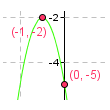 -2
(-1, -2)
-4
(0, -5)